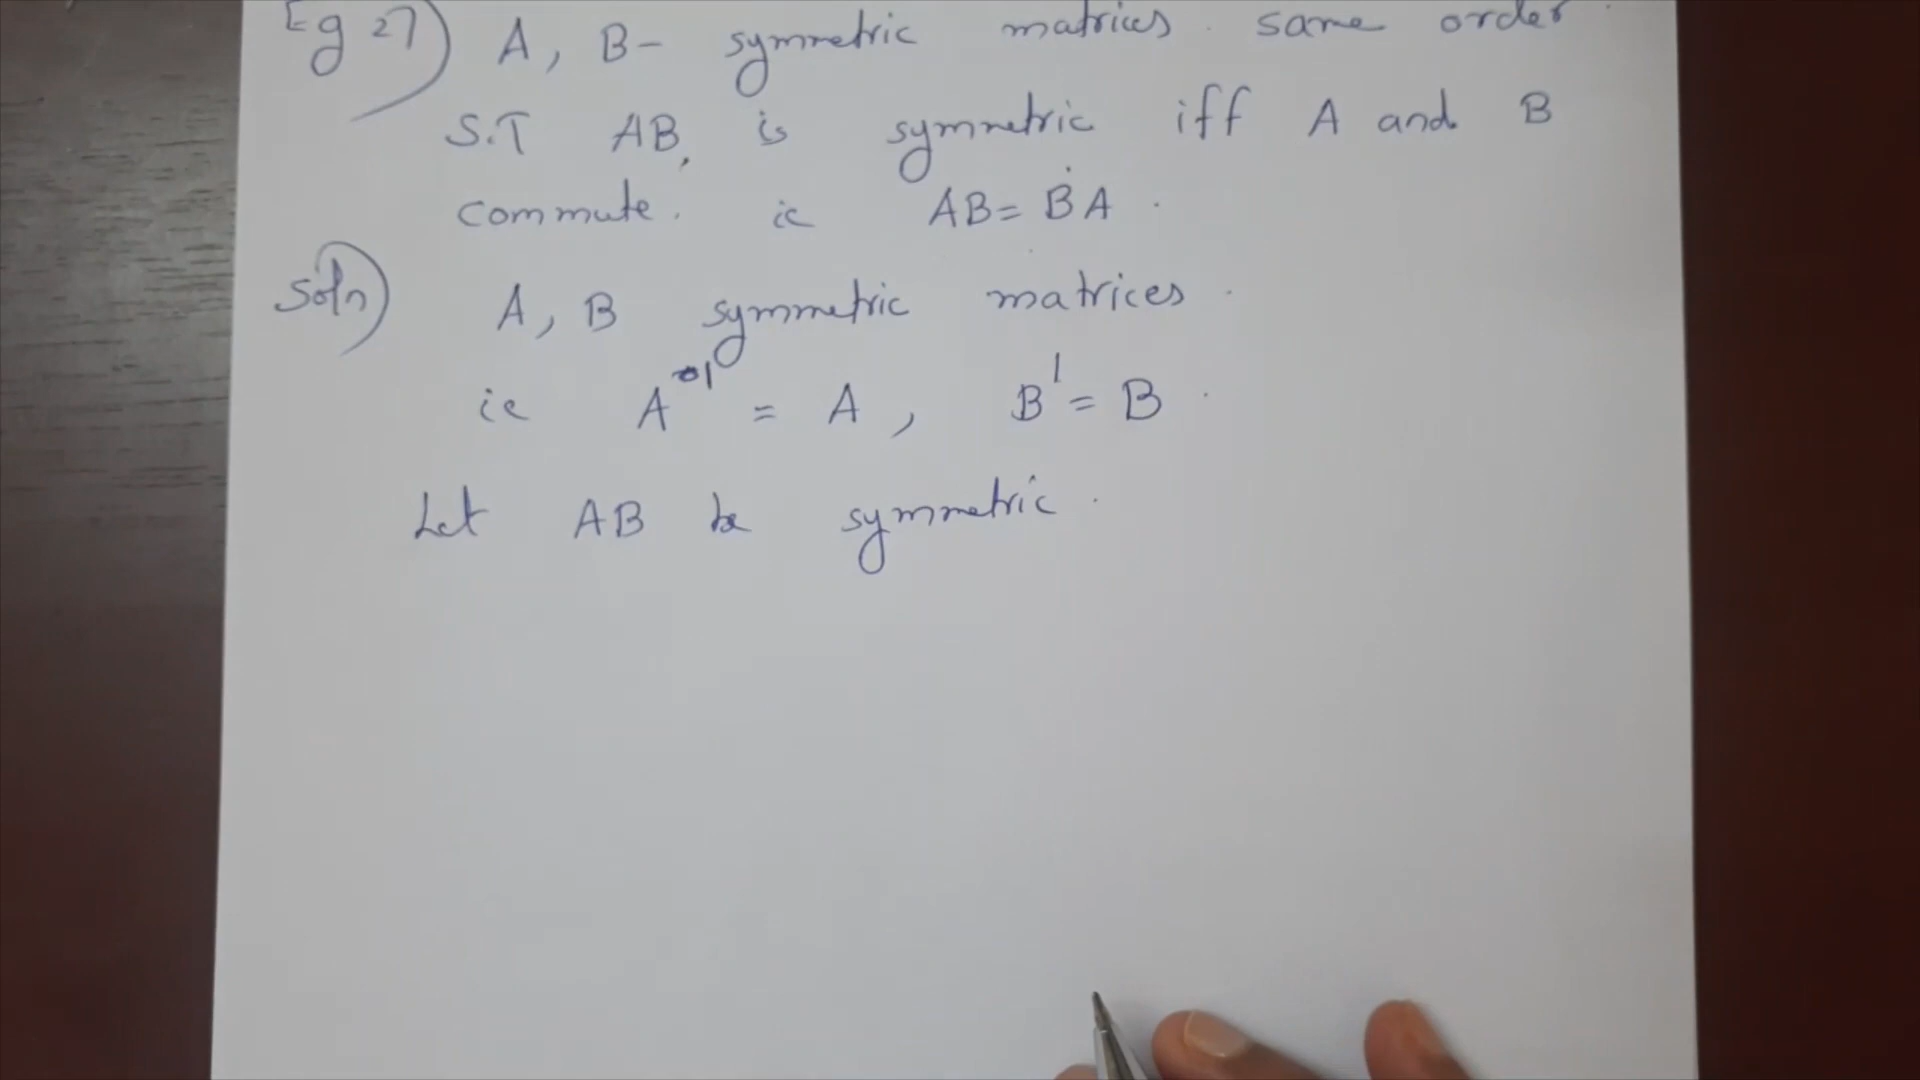 Eg 27) A, B- symmetric matrices. same order.
S.T AB, is symmetric iff A and B
commute. ie AB = BA.
Soln) A, B symmetric matrices.
ie A' = A, B' = B.
Let AB be symmetric.